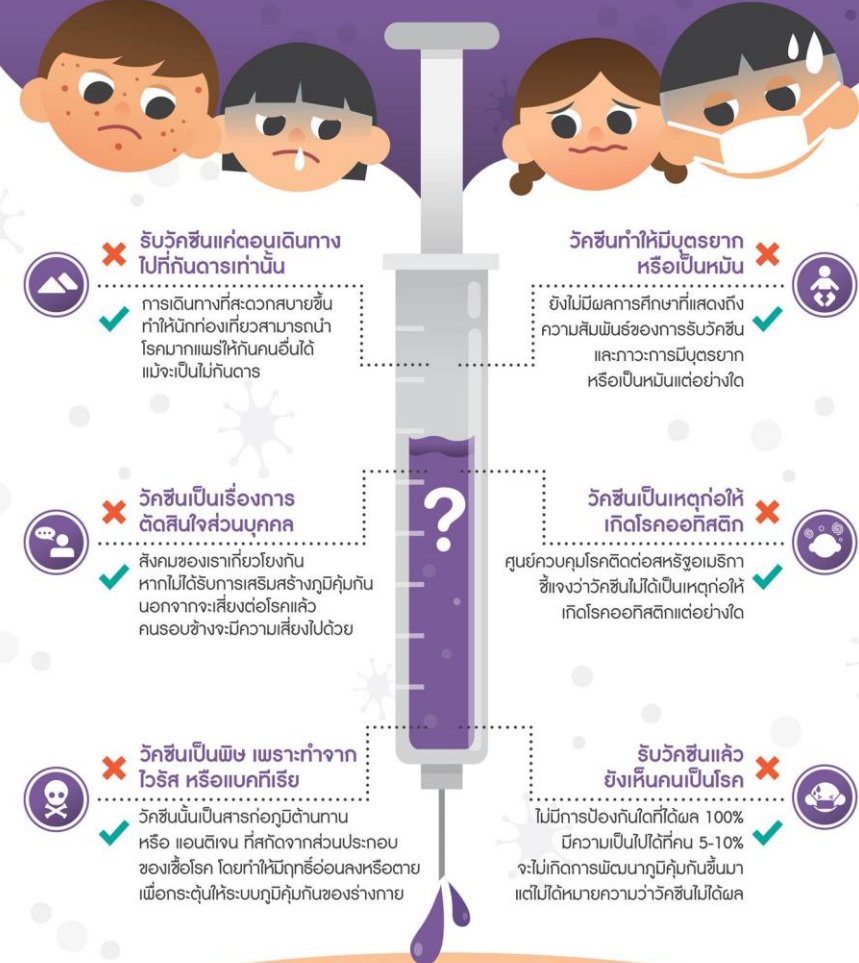 รับวัคซีนแค่ตอนเดินทาง
ไปที่กันดารเท่านั้น
การเดินทางที่สะดวกสบายขึ้น
ทำให้นักท่องเที่ยวสามารถนำ
โรคมากแพร่ให้กันคนอื่นได้
แม้จะเป็นไม่กันดาร
วัคซีนทำให้มีบุตรยาก
หรือเป็นหมัน
ยังไม่มีผลการศึกษาที่แสดงถึง
ความสัมพันธ์ของการรับวัคซีน
และภาวะการมีบุตรยาก
หรือเป็นหมันแต่อย่างใด
วัคซีนเป็นเรื่องการ
ตัดสินใจส่วนบุคคล
สังคมของเราเกี่ยวโยงกัน
หากไม่ได้รับการเสริมสร้างภูมิคุ้มกัน
นอกจากจะเสี่ยงต่อโรคแล้ว
คนรอบข้างจะมีความเสี่ยงไปด้วย
?
วัคซีนเป็นเหตุก่อให้
เกิดโรคออทิสติก
ศูนย์ควบคุมโรคติดต่อสหรัฐอเมริกา
ชี้แจงว่าวัคซีนไม่ได้เป็นเหตุก่อให้
เกิดโรคออทิสติกแต่อย่างใด
วัคซีนเป็นพิษ เพราะทำจาก
ไวรัส หรือแบคทีเรีย
วัคซีนนั้นเป็นสารก่อภูมิต้านทาน
หรือ แอนติเจน ที่สกัดจากส่วนประกอบ
ของเชื้อโรค โดยทำให้มีฤทธิ์อ่อนลงหรือตาย
เพื่อกระตุ้นให้ระบบภูมิคุ้มกันของร่างกาย
รับวัคซีนแล้ว
ยังเห็นคนเป็นโรค
ไม่มีการป้องกันใดที่ได้ผล 100%
มีความเป็นไปได้ที่คน 5-10%
จะไม่เกิดการพัฒนาภูมิคุ้มกันขึ้นมา
แต่ไม่ได้หมายความว่าวัคซีนไม่ได้ผล